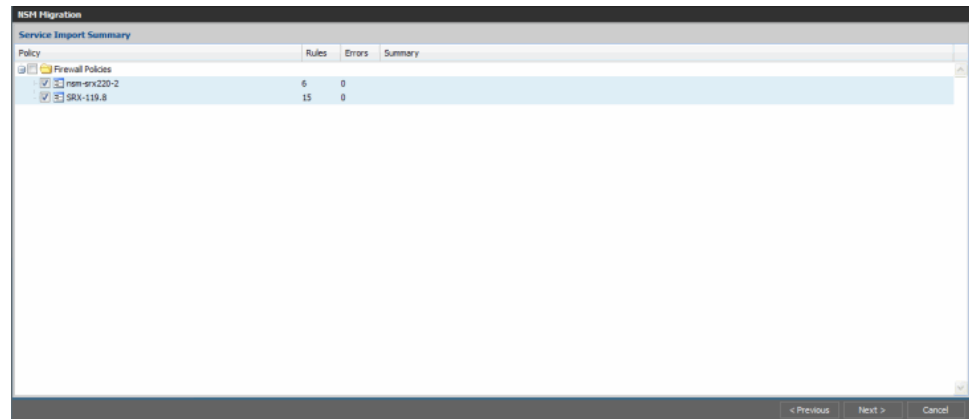 NSM Migration
Service Import Summary
Policy Rules Errors Summary
Firewall Policies
nsm-srx220-2 6 0
SRX-119.8 15 0
< Previous Next > Cancel